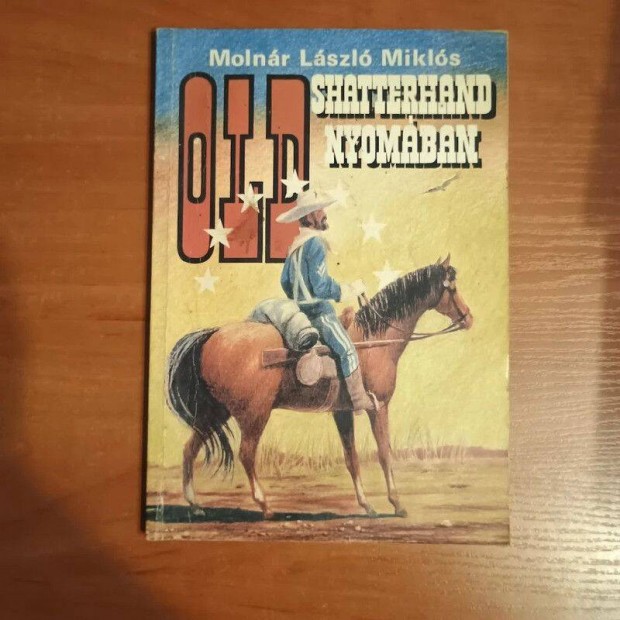 Molnár László Miklós
OLD
SHATTERHAND
NYOMÁBAN